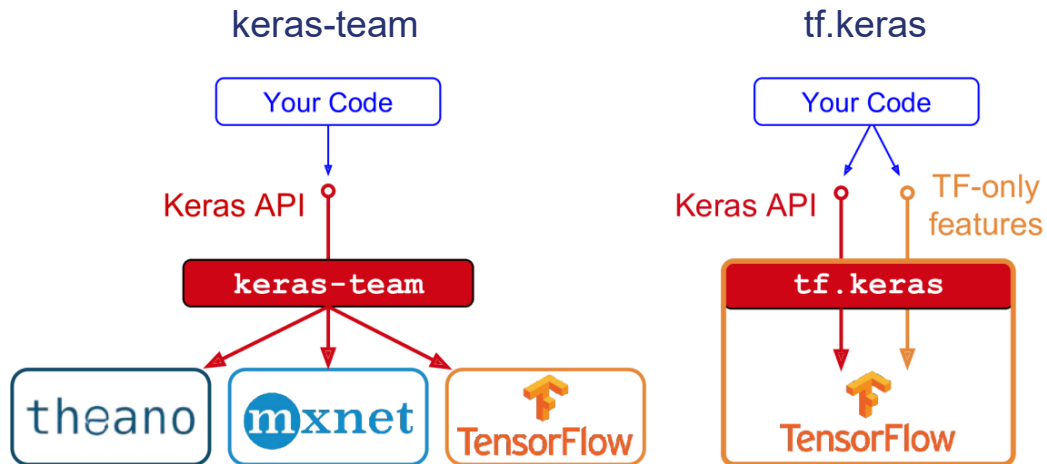 keras-team
Your Code
Keras API
keras-team
theano
mxnet
TensorFlow
tf.keras
Your Code
Keras API
TF-only
features
tf.keras
TensorFlow